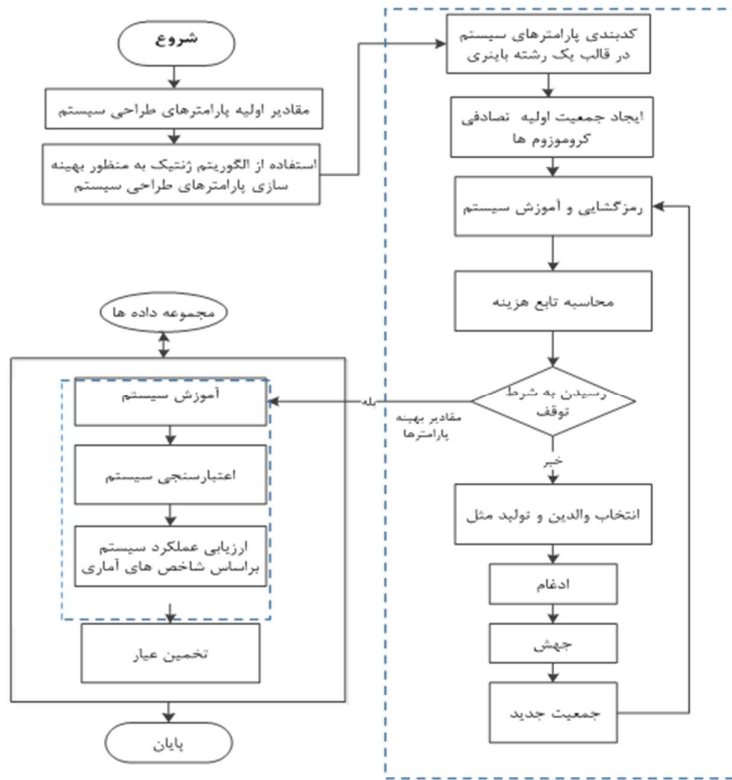 شروع
مقادیر اولیه پارامترهای طراحی سیستم
استفاده از الگوریتم ژنتیک به منظور بهینه
سازی پارامترهای طراحی سیستم
کدبندی پارامترهای سیستم
در قالب یک رشته باینری
ایجاد جمعیت اولیه تصادفی
کروموزوم ها
رمزگشایی و آموزش سیستم
محاسبه تابع هزینه
رسیدن به شرط
توقف
بله
مقادیر بهینه
پارامترها
خیر
انتخاب والدین و تولید مثل
ادغام
جهش
جمعیت جدید
مجموعه داده ها
آموزش سیستم
اعتبارسنجی سیستم
ارزیابی عملکرد سیستم
براساس شاخص های آماری
تخمین عیار
پایان